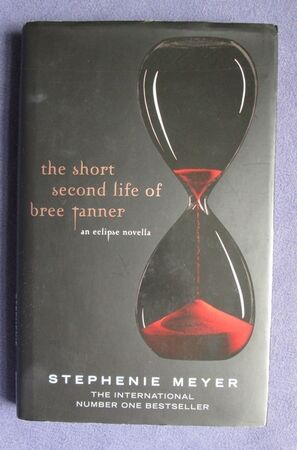 the short
second life of
bree tanner
an eclipse novella
STEPHENIE MEYER
THE INTERNATIONAL
NUMBER ONE BESTSELLER